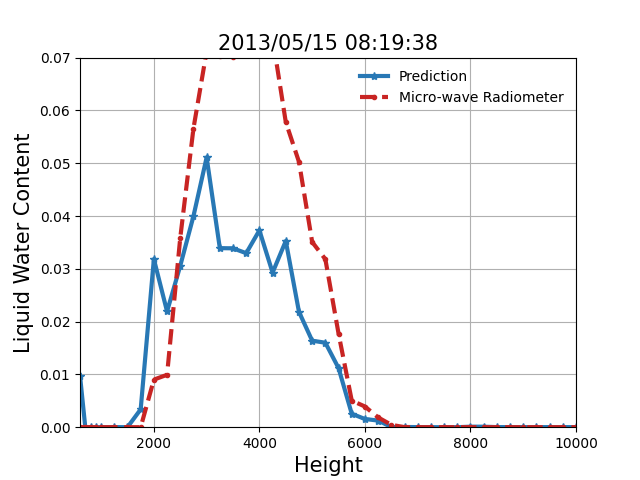 2013/05/15 08:19:38
Prediction
Micro-wave Radiometer
Liquid Water Content
0.07
0.06
0.05
0.04
0.03
0.02
0.01
0.00
2000 4000 6000 8000 10000
Height